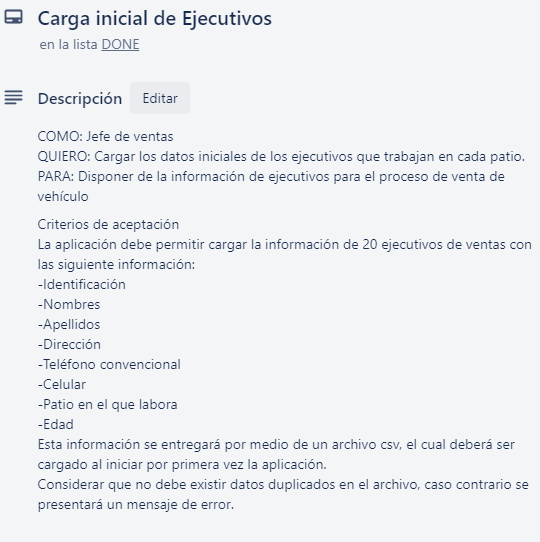 Carga inicial de Ejecutivos
en la lista DONE
Descripción Editar
COMO: Jefe de ventas
QUIERO: Cargar los datos iniciales de los ejecutivos que trabajan en cada patio.
PARA: Disponer de la información de ejecutivos para el proceso de venta de
vehículo
Criterios de aceptación
La aplicación debe permitir cargar la información de 20 ejecutivos de ventas con
las siguiente información:
-Identificación
-Nombres
-Apellidos
-Dirección
-Teléfono convencional
-Celular
-Patio en el que labora
-Edad
Esta información se entregará por medio de un archivo csv, el cual deberá ser
cargado al iniciar por primera vez la aplicación.
Considerar que no debe existir datos duplicados en el archivo, caso contrario se
presentará un mensaje de error.